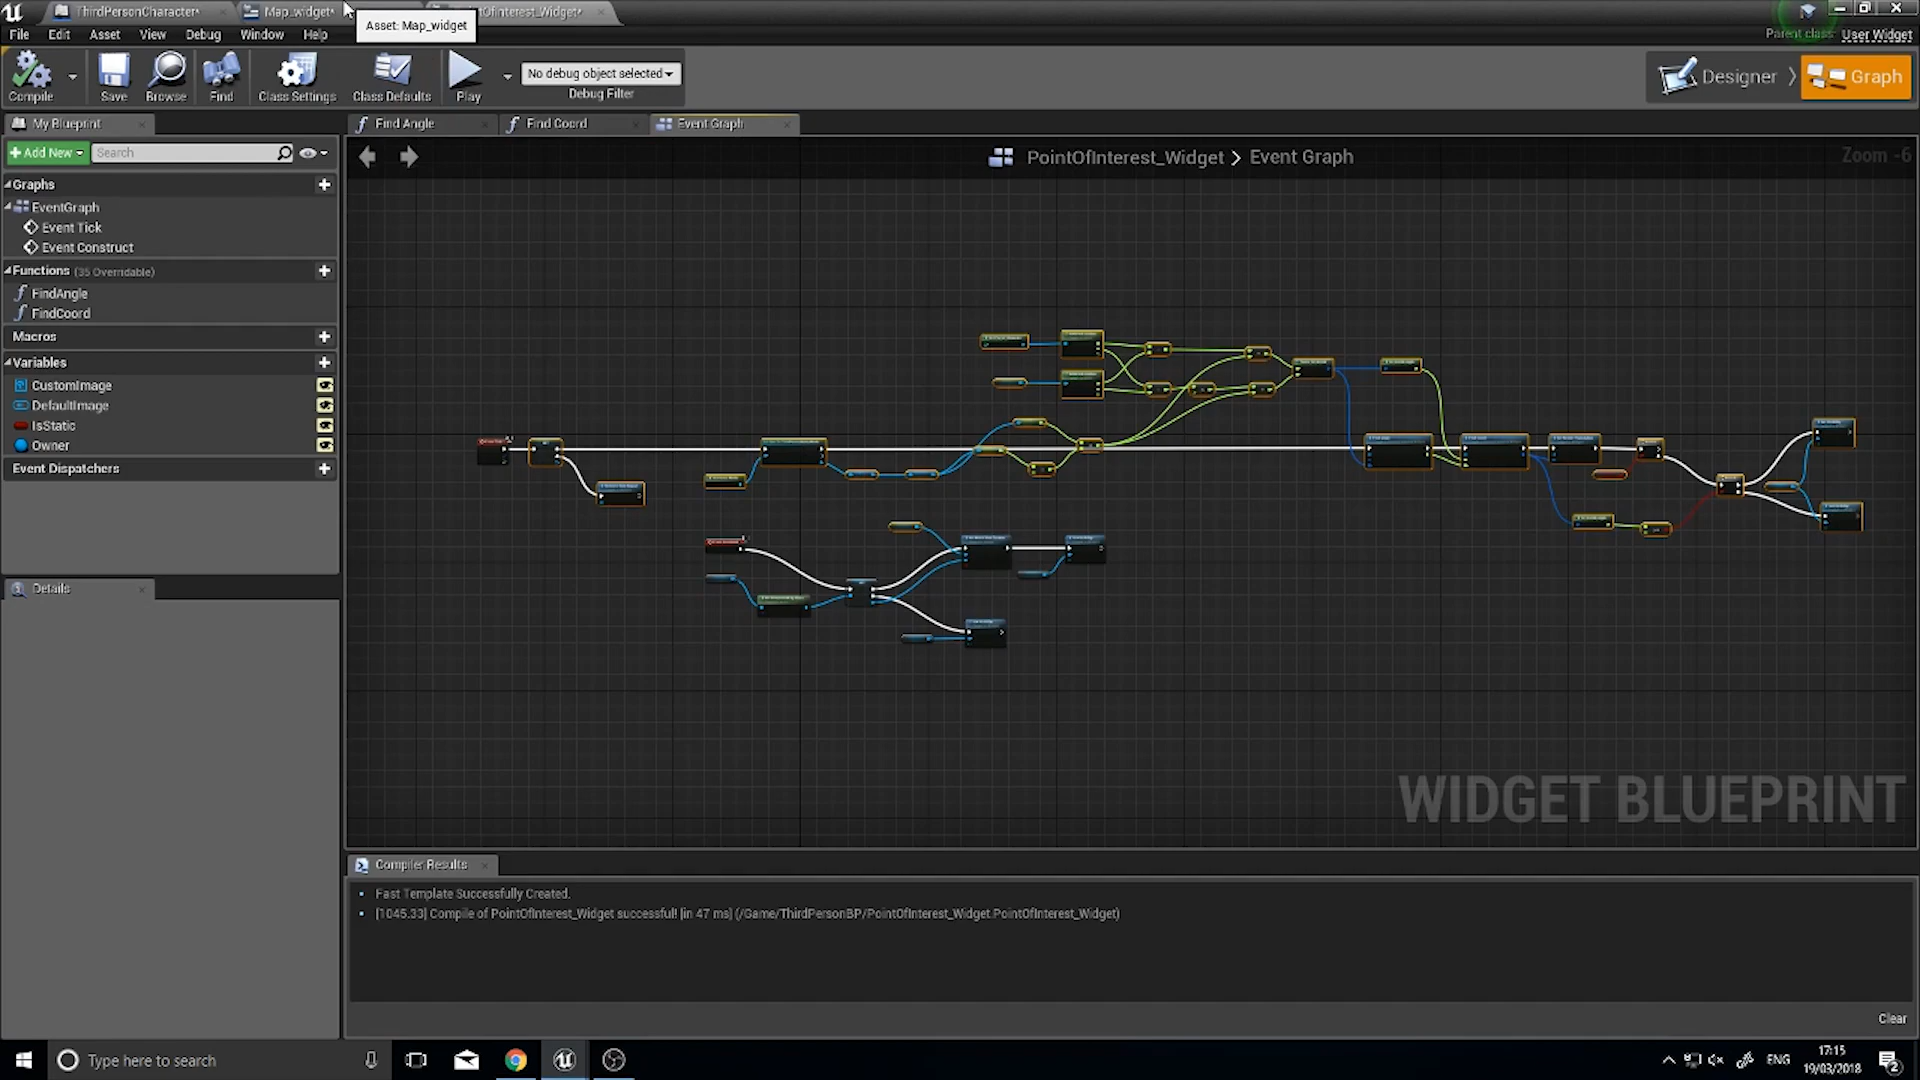 ThirdPersonCharacter*
Map_widget*
ointOfInterest_Widget*
Asset: Map_widget
File Edit Asset View Debug Window Help
Parent class: User Widget
Compile
Save
Browse
Find
Class Settings
Class Defaults
Play
No debug object selected
Debug Filter
Designer
Graph
My Blueprint
Find Angle
Find Coord
Event Graph
Add New
Search
PointOfInterest_Widget > Event Graph
Zoom -6
Graphs
EventGraph
Event Tick
Event Construct
Functions (35 Overridable)
FindAngle
FindCoord
Macros
Variables
CustomImage
DefaultImage
IsStatic
Owner
Event Dispatchers
Details
WIDGET BLUEPRINT
Compiler Results
Fast Template Successfully Created.
[1045.33] Compile of PointOfInterest_Widget successful! [in 47 ms] (/Game/ThirdPersonBP/PointOfInterest_Widget.PointOfInterest_Widget)
Clear
Type here to search
ENG
17:15
19/03/2018
2